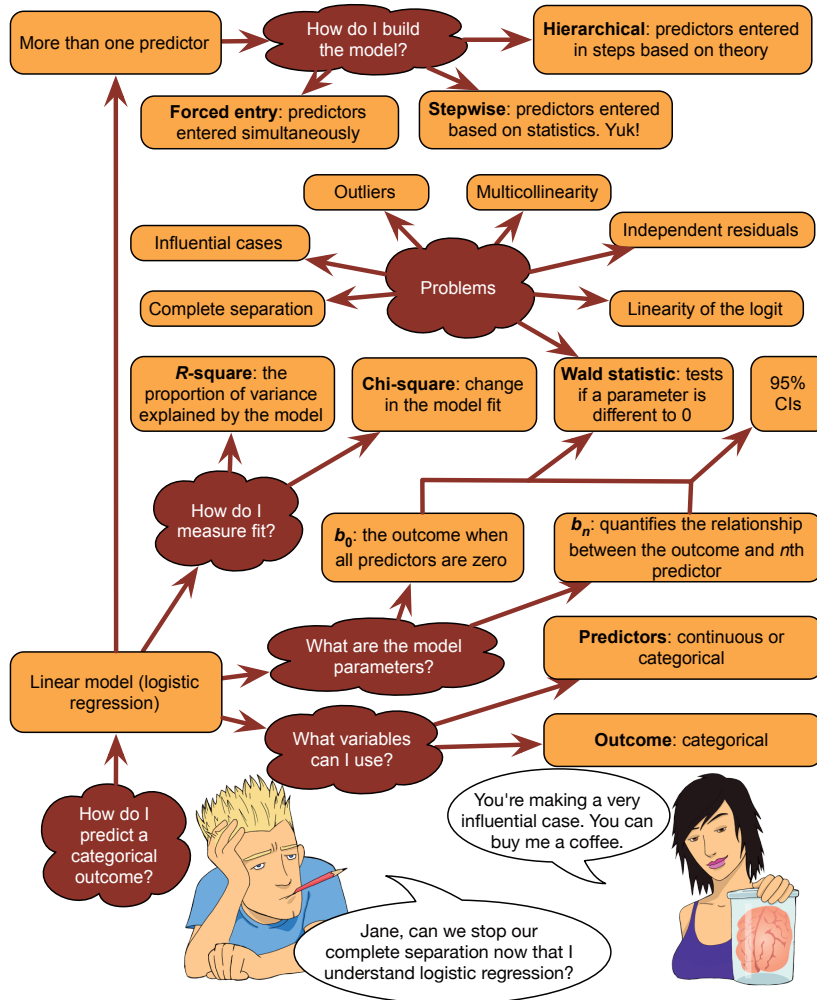 More than one predictor
How do I build
the model?
Hierarchical: predictors entered
in steps based on theory
Forced entry: predictors
entered simultaneously
Stepwise: predictors entered
based on statistics. Yuk!
Outliers
Multicollinearity
Influential cases
Independent residuals
Problems
Complete separation
Linearity of the logit
R-square: the
proportion of variance
explained by the model
Chi-square: change
in the model fit
Wald statistic: tests
if a parameter is
different to 0
95%
CIs
How do I
measure fit?
b0: the outcome when
all predictors are zero
bn: quantifies the relationship
between the outcome and nth
predictor
What are the model
parameters?
Predictors: continuous or
categorical
Linear model (logistic
regression)
What variables
can I use?
Outcome: categorical
How do I
predict a
categorical
outcome?
You're making a very
influential case. You can
buy me a coffee.
Jane, can we stop our
complete separation now that I
understand logistic regression?